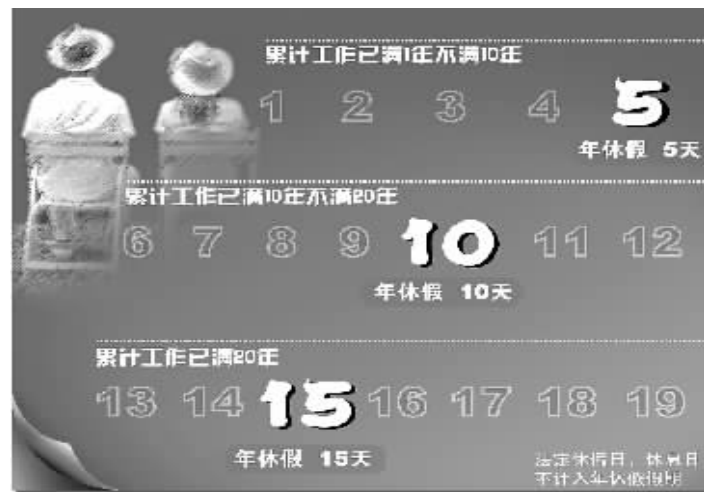 累计工作已满1年不满10年
1 2 3 4 5
年休假 5天
累计工作已满10年不满20年
6 7 8 9 10 11 12
年休假 10天
累计工作已满20年
13 14 15 16 17 18 19
年休假 15天
法定休假日、休息日
不计入年休假假期